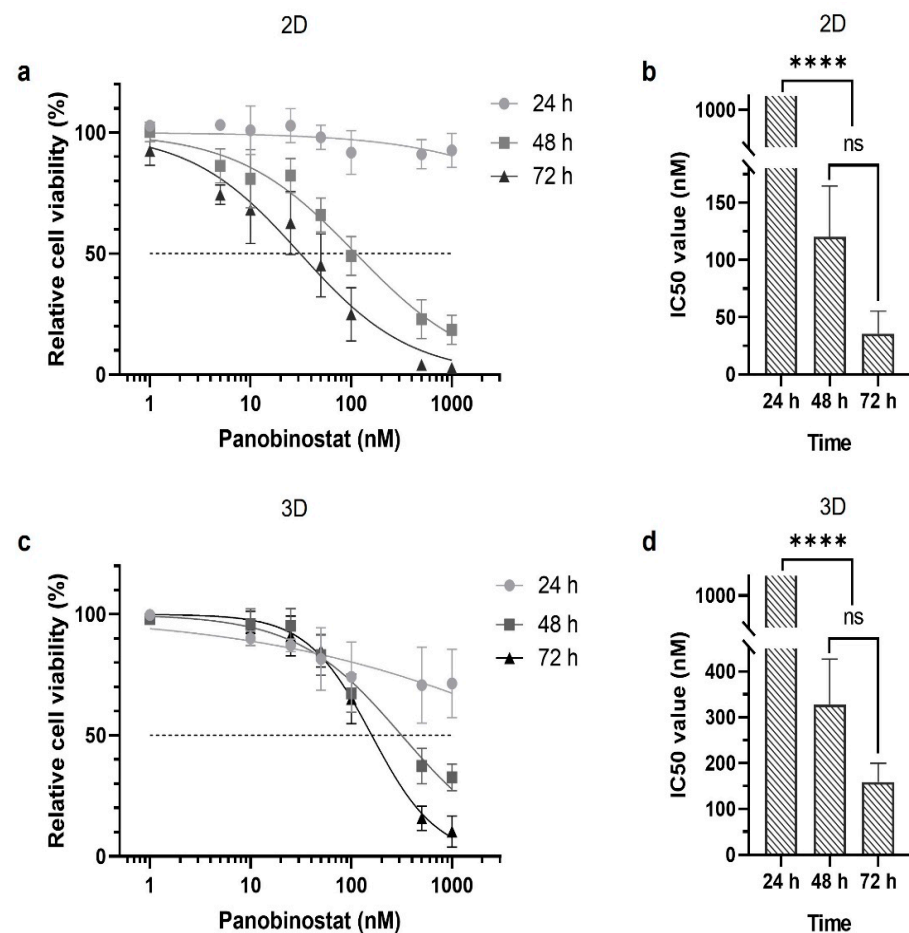 2D
a
Relative cell viability (%)
100
50
0
1 10 100 1000
Panobinostat (nM)
24 h
48 h
72 h
2D
b
****
ns
IC50 value (nM)
1000
150
100
50
0
24 h 48 h 72 h
Time
3D
c
Relative cell viability (%)
100
50
0
1 10 100 1000
Panobinostat (nM)
24 h
48 h
72 h
3D
d
****
ns
IC50 value (nM)
1000
400
300
200
100
0
24 h 48 h 72 h
Time